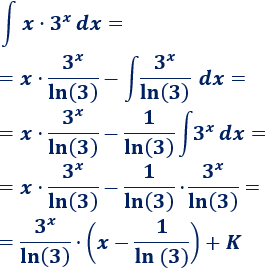 ∫ x · 3^x dx =
= x · 3^x/ln(3) − ∫ 3^x/ln(3) dx =
= x · 3^x/ln(3) − 1/ln(3) ∫ 3^x dx =
= x · 3^x/ln(3) − 1/ln(3) · 3^x/ln(3) =
= 3^x/ln(3) · (x − 1/ln (3)) + K